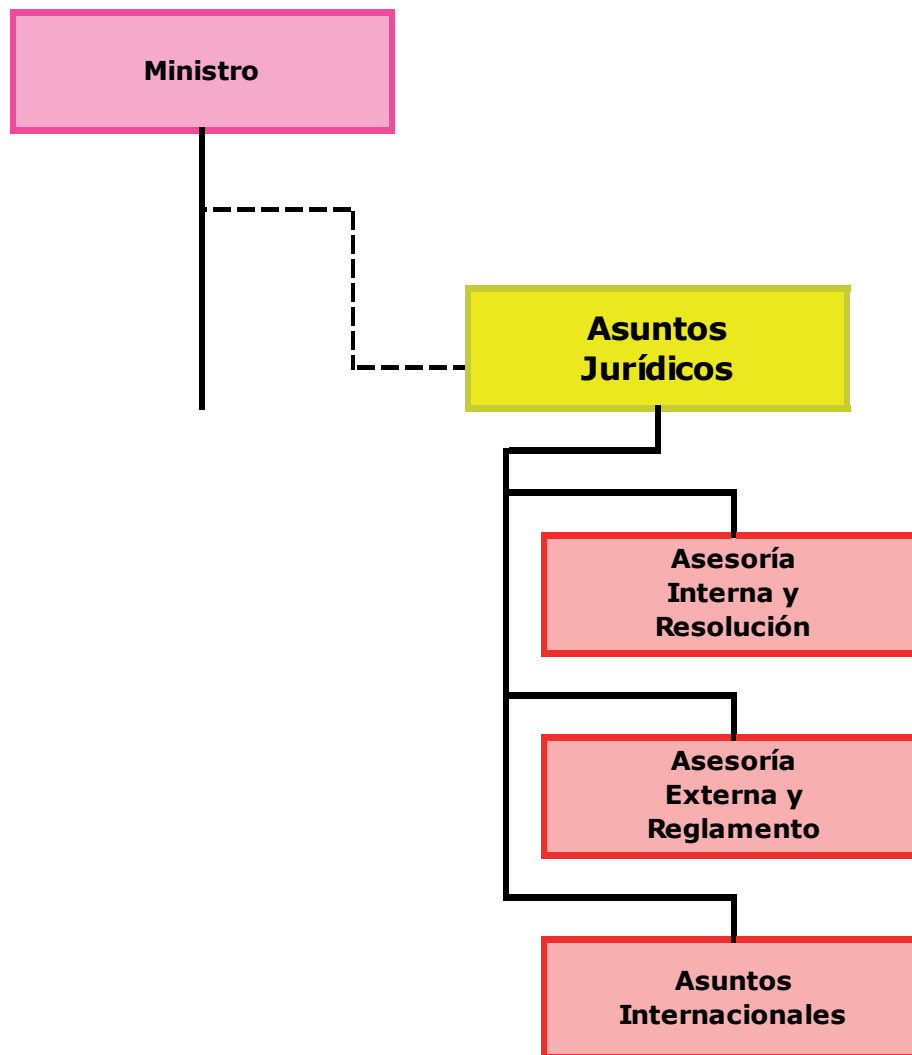 Ministro
Asuntos
Jurídicos
Asesoría
Interna y
Resolución
Asesoría
Externa y
Reglamento
Asuntos
Internacionales